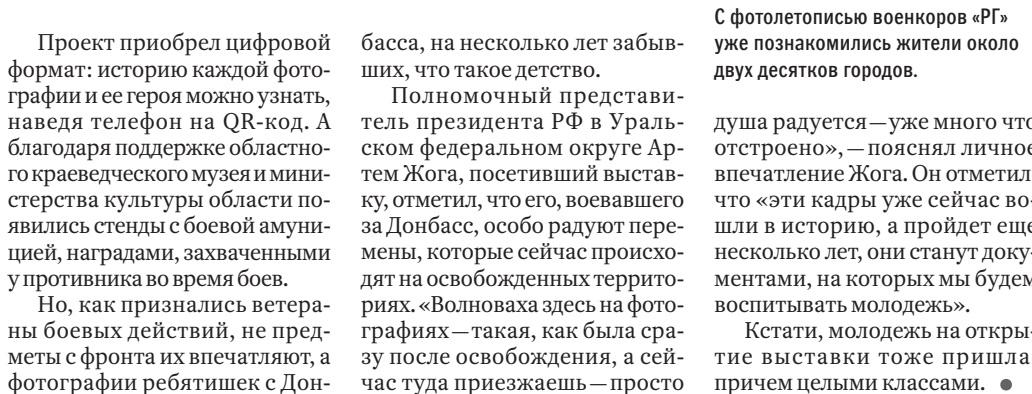 Проект приобрел цифровой
формат: историю каждой фото-
графии и ее героя можно узнать,
наведя телефон на QR-код. А
благодаря поддержке областно-
го краеведческого музея и мини-
стерства культуры области по-
явились стенды с боевой амуни-
цией, наградами, захваченными
у противника во время боев.
Но, как признались ветера-
ны боевых действий, не пред-
меты с фронта их впечатляют, а
фотографии ребятишек с Дон-
басса, на несколько лет забыв-
ших, что такое детство.
Полномочный представи-
тель президента РФ в Ураль-
ском федеральном округе Ар-
тем Жога, посетивший выстав-
ку, отметил, что его, воевавшего
за Донбасс, особо радуют пере-
мены, которые сейчас происхо-
дят на освобожденных террито-
риях. «Волноваха здесь на фото-
графиях — такая, как была сра-
зу после освобождения, а сей-
час туда приезжаешь — просто
С фотолетописью военкоров «РГ»
уже познакомились жители около
двух десятков городов.
душа радуется — уже много что
отстроено», — пояснял личное
впечатление Жога. Он отметил
что «эти кадры уже сейчас во-
шли в историю, а пройдет еще
несколько лет, они станут доку-
ментами, на которых мы будем
воспитывать молодежь».
Кстати, молодежь на откры-
тие выставки тоже пришла
причем целыми классами. ●